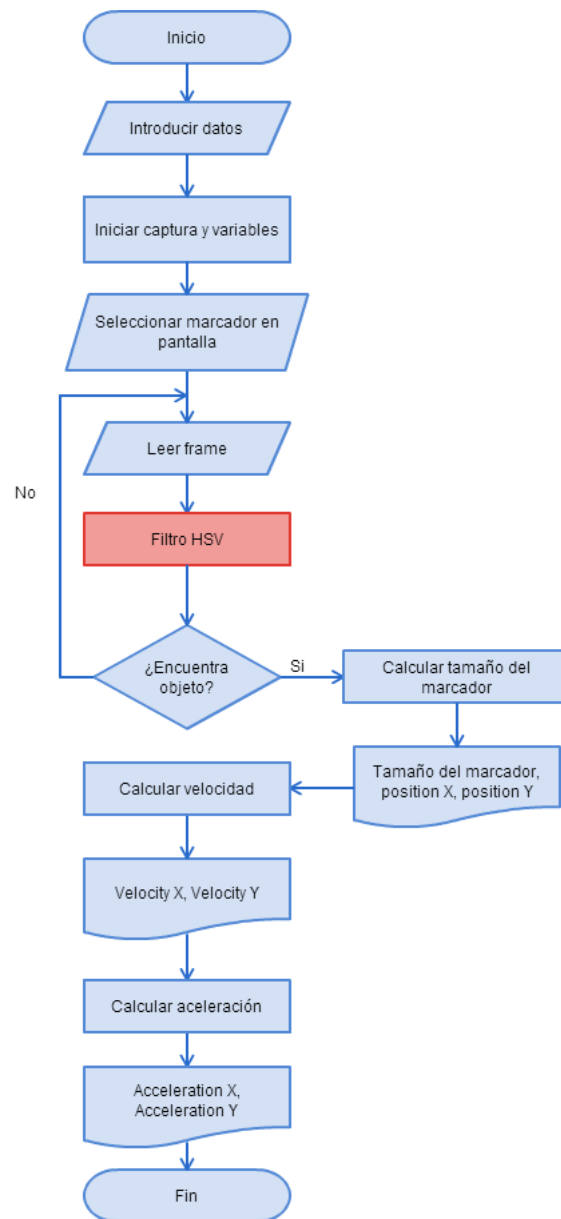 Inicio
Introducir datos
Iniciar captura y variables
Seleccionar marcador en
pantalla
Leer frame
No
Filtro HSV
¿Encuentra
objeto?
Si
Calcular tamaño del
marcador
Tamaño del marcador,
position X, position Y
Calcular velocidad
Velocity X, Velocity Y
Calcular aceleración
Acceleration X,
Acceleration Y
Fin